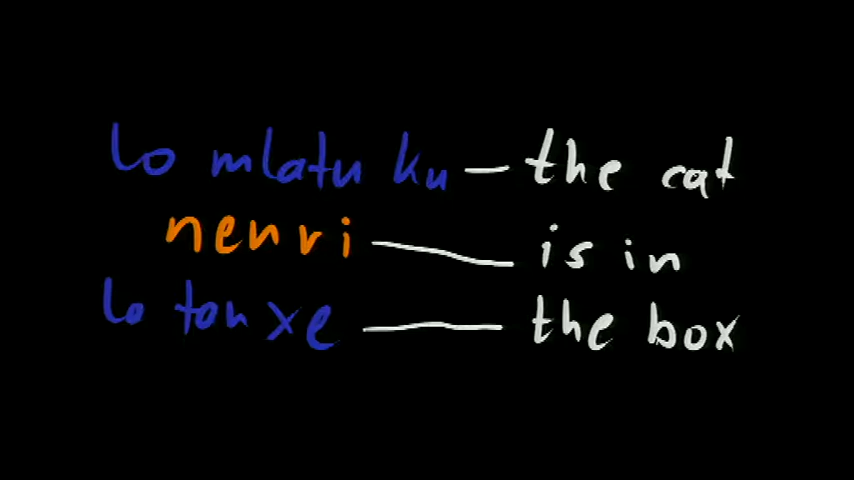 lo mlatu ku – the cat
nenri – is in
lo tanxe – the box